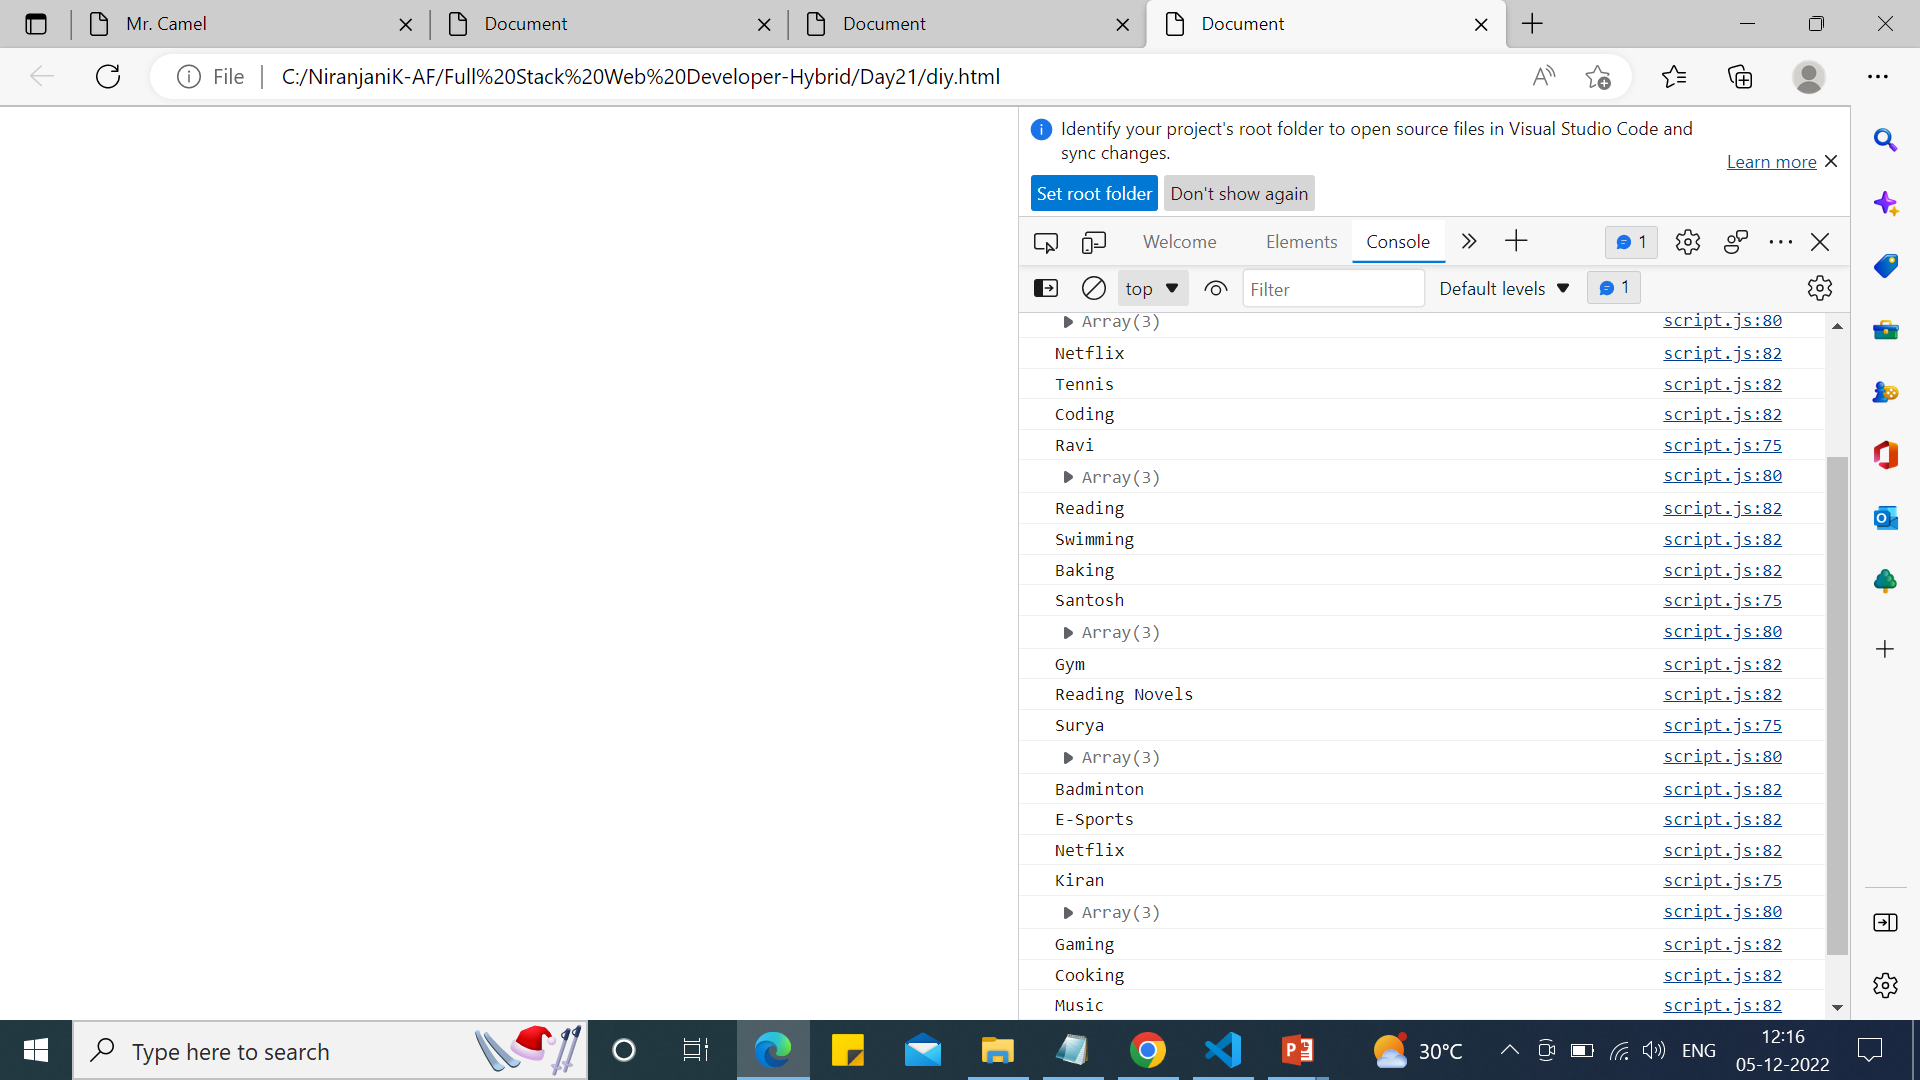 Mr. Camel
Document
Document
Document
File
C:/NiranjaniK-AF/Full%20Stack%20Web%20Developer-Hybrid/Day21/diy.html
Identify your project's root folder to open source files in Visual Studio Code and
sync changes.
Learn more
Set root folder
Don't show again
Welcome
Elements
Console
1
top
Filter
Default levels
1
Array(3) script.js:80
Netflix script.js:82
Tennis script.js:82
Coding script.js:82
Ravi script.js:75
Array(3) script.js:80
Reading script.js:82
Swimming script.js:82
Baking script.js:82
Santosh script.js:75
Array(3) script.js:80
Gym script.js:82
Reading Novels script.js:82
Surya script.js:75
Array(3) script.js:80
Badminton script.js:82
E-Sports script.js:82
Netflix script.js:82
Kiran script.js:75
Array(3) script.js:80
Gaming script.js:82
Cooking script.js:82
Music script.js:82
Type here to search
30°C
ENG
12:16
05-12-2022